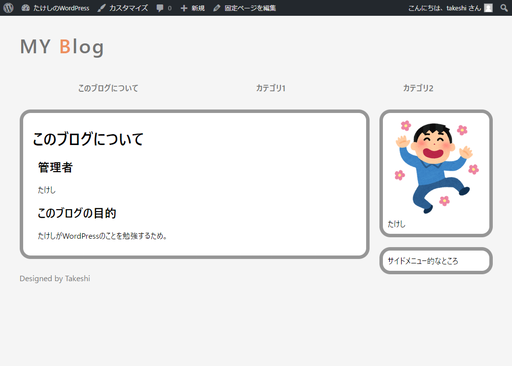 たけしのWordPress カスタマイズ 0 新規 固定ページを編集 こんにちは、takeshi さん
MY Blog
このブログについて カテゴリ1 カテゴリ2
このブログについて
管理者
たけし
このブログの目的
たけしがWordPressのことを勉強するため。
たけし
サイドメニュー的なところ
Designed by Takeshi